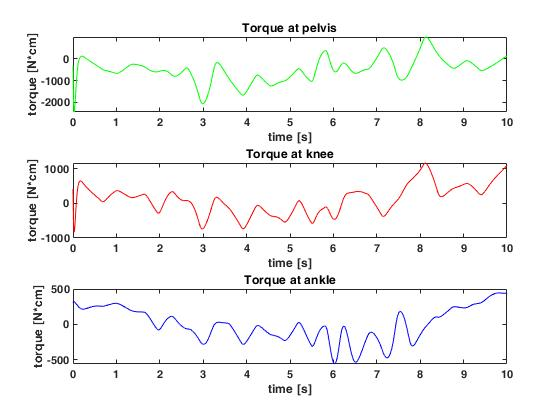 Torque at pelvis
torque [N*cm]
0
-1000
-2000
0 1 2 3 4 5 6 7 8 9 10
time [s]
Torque at knee
torque [N*cm]
1000
0
-1000
0 1 2 3 4 5 6 7 8 9 10
time [s]
Torque at ankle
torque [N*cm]
500
0
-500
0 1 2 3 4 5 6 7 8 9 10
time [s]